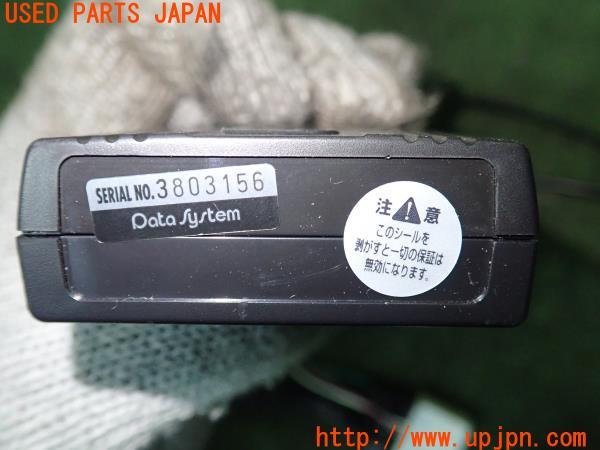 USED PARTS JAPAN
SERIAL NO. 3803156
Data System
注 意
このシールを
剥がすと一切の保証は
無効になります。
http://www.upjpn.com